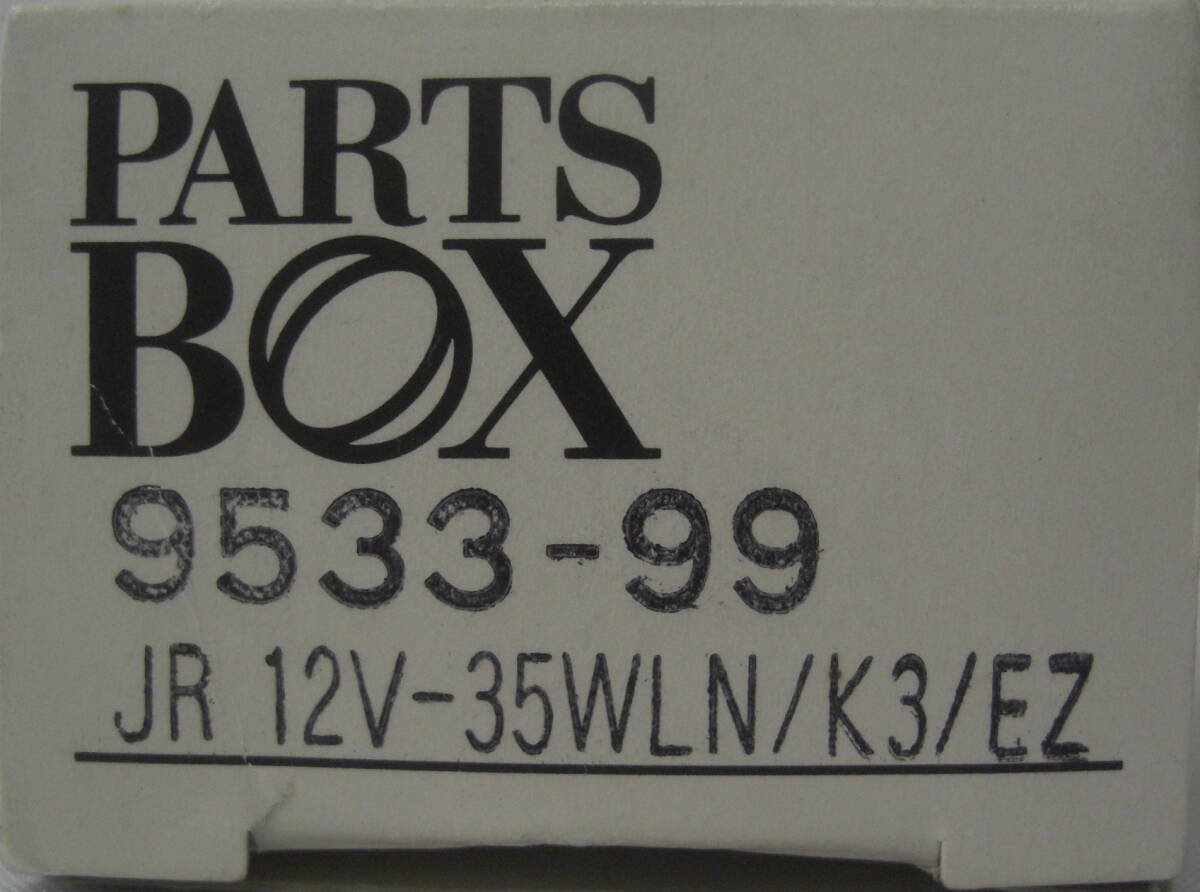 PARTS
BOX
9533-99
JR 12V-35WLN/K3/EZ